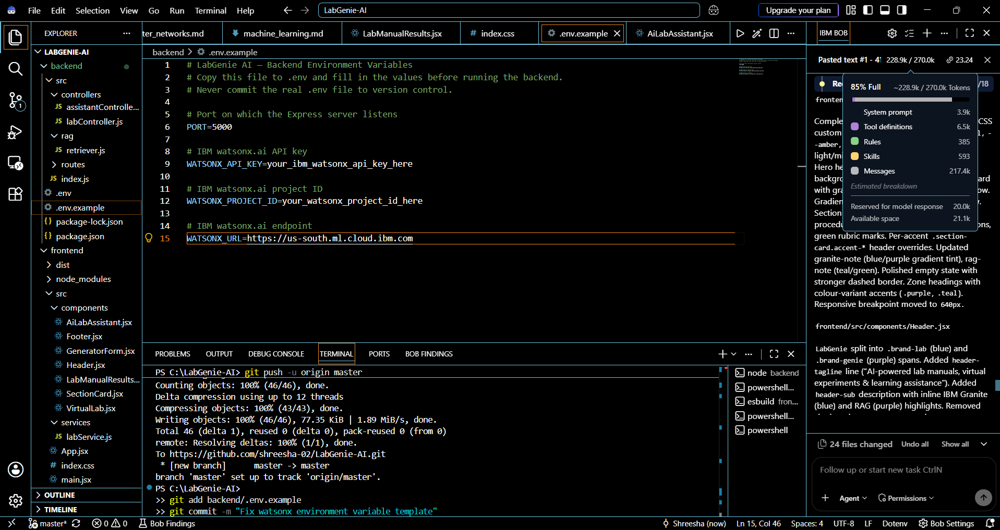 File Edit Selection View Go Run Terminal Help
LabGenie-AI
Upgrade your plan
EXPLORER
ter_networks.md
machine_learning.md
LabManualResults.jsx
# index.css
.env.example
AiLabAssistant.jsx
IBM BOB
LABGENIE-AI
backend
src
controllers
JS assistantControlle...
JS labController.js
rag
JS retriever.js
routes
JS index.js
.env
.env.example
{} package-lock.json
{} package.json
frontend
dist
node_modules
src
components
AiLabAssistant.jsx
Footer.jsx
GeneratorForm.jsx
Header.jsx
LabManualResults...
SectionCard.jsx
VirtualLab.jsx
services
JS labService.js
App.jsx
# index.css
main.jsx
OUTLINE
TIMELINE
backend > .env.example
1 # LabGenie AI — Backend Environment Variables
2 # Copy this file to .env and fill in the values before running the backend.
3 # Never commit the real .env file to version control.
4
5 # Port on which the Express server listens
6 PORT=5000
7
8 # IBM watsonx.ai API key
9 WATSONX_API_KEY=your_ibm_watsonx_api_key_here
10
11 # IBM watsonx.ai project ID
12 WATSONX_PROJECT_ID=your_watsonx_project_id_here
13
14 # IBM watsonx.ai endpoint
15 WATSONX_URL=https://us-south.ml.cloud.ibm.com
PROBLEMS OUTPUT DEBUG CONSOLE TERMINAL PORTS BOB FINDINGS
PS C:\LabGenie-AI> git push -u origin master
Counting objects: 100% (46/46), done.
Delta compression using up to 12 threads
Compressing objects: 100% (43/43), done.
Writing objects: 100% (46/46), 77.35 KiB | 1.89 MiB/s, done.
Total 46 (delta 1), reused 0 (delta 0), pack-reused 0 (from 0)
remote: Resolving deltas: 100% (1/1), done.
To https://github.com/shreesha-02/LabGenie-AI.git
* [new branch] master -> master
branch 'master' set up to track 'origin/master'.
PS C:\LabGenie-AI>
>> git add backend/.env.example
>> git commit -m "Fix watsonx environment variable template"
node backend
powershell...
esbuild fron...
powershell...
powershell
Pasted text #1 - 41 228.9k / 270.0k 23.24
Re /18
85% Full ~228.9k / 270.0k Tokens
System prompt 3.9k
Tool definitions 6.5k
Rules 385
Skills 593
Messages 217.4k
Estimated breakdown
Reserved for model response 20.0k
Available space 21.1k
fronten
Comple CSS
custom l, -
-amber,
light/mi
Hero he
backgro ard
with gra ow.
Gradien
Section
procedu ons,
green rubric marks. Per-accent .section-
card.accent-* header overrides. Updated
granite-note (blue/purple gradient tint), rag-
note (teal/green). Polished empty state with
stronger dashed border. Zone headings with
colour-variant accents (.purple, .teal).
Responsive breakpoint moved to 640px.
frontend/src/components/Header.jsx
LabGenie split into .brand-lab (blue) and
.brand-genie (purple) spans. Added header-
tagline line ("AI-powered lab manuals, virtual
experiments & learning assistance"). Added
header-sub description with inline IBM Granite
(blue) and RAG (purple) highlights. Removed
24 files changed Undo all Show all
Follow up or start new task CtrlN
Agent Permissions
master* 0 0 Bob Findings
Shreesha (now) Ln 15, Col 46 Spaces: 4 UTF-8 LF Dotenv Bob Settings